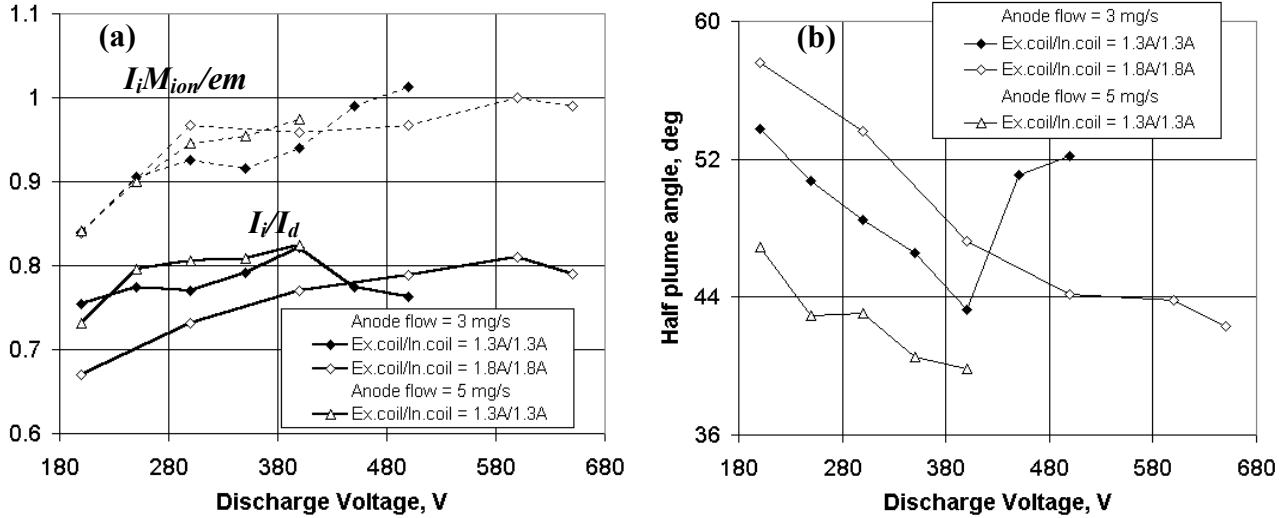 1.1
1
0.9
0.8
0.7
0.6
(a)
IᵢMᵢₒₙ/em
Iᵢ/I_d
Anode flow = 3 mg/s
Ex.coil/In.coil = 1.3A/1.3A
Ex.coil/In.coil = 1.8A/1.8A
Anode flow = 5 mg/s
Ex.coil/In.coil = 1.3A/1.3A
180 280 380 480 580 680
Discharge Voltage, V
Half plume angle, deg
60
52
44
36
(b)
Anode flow = 3 mg/s
Ex.coil/In.coil = 1.3A/1.3A
Ex.coil/In.coil = 1.8A/1.8A
Anode flow = 5 mg/s
Ex.coil/In.coil = 1.3A/1.3A
180 280 380 480 580 680
Discharge Voltage, V